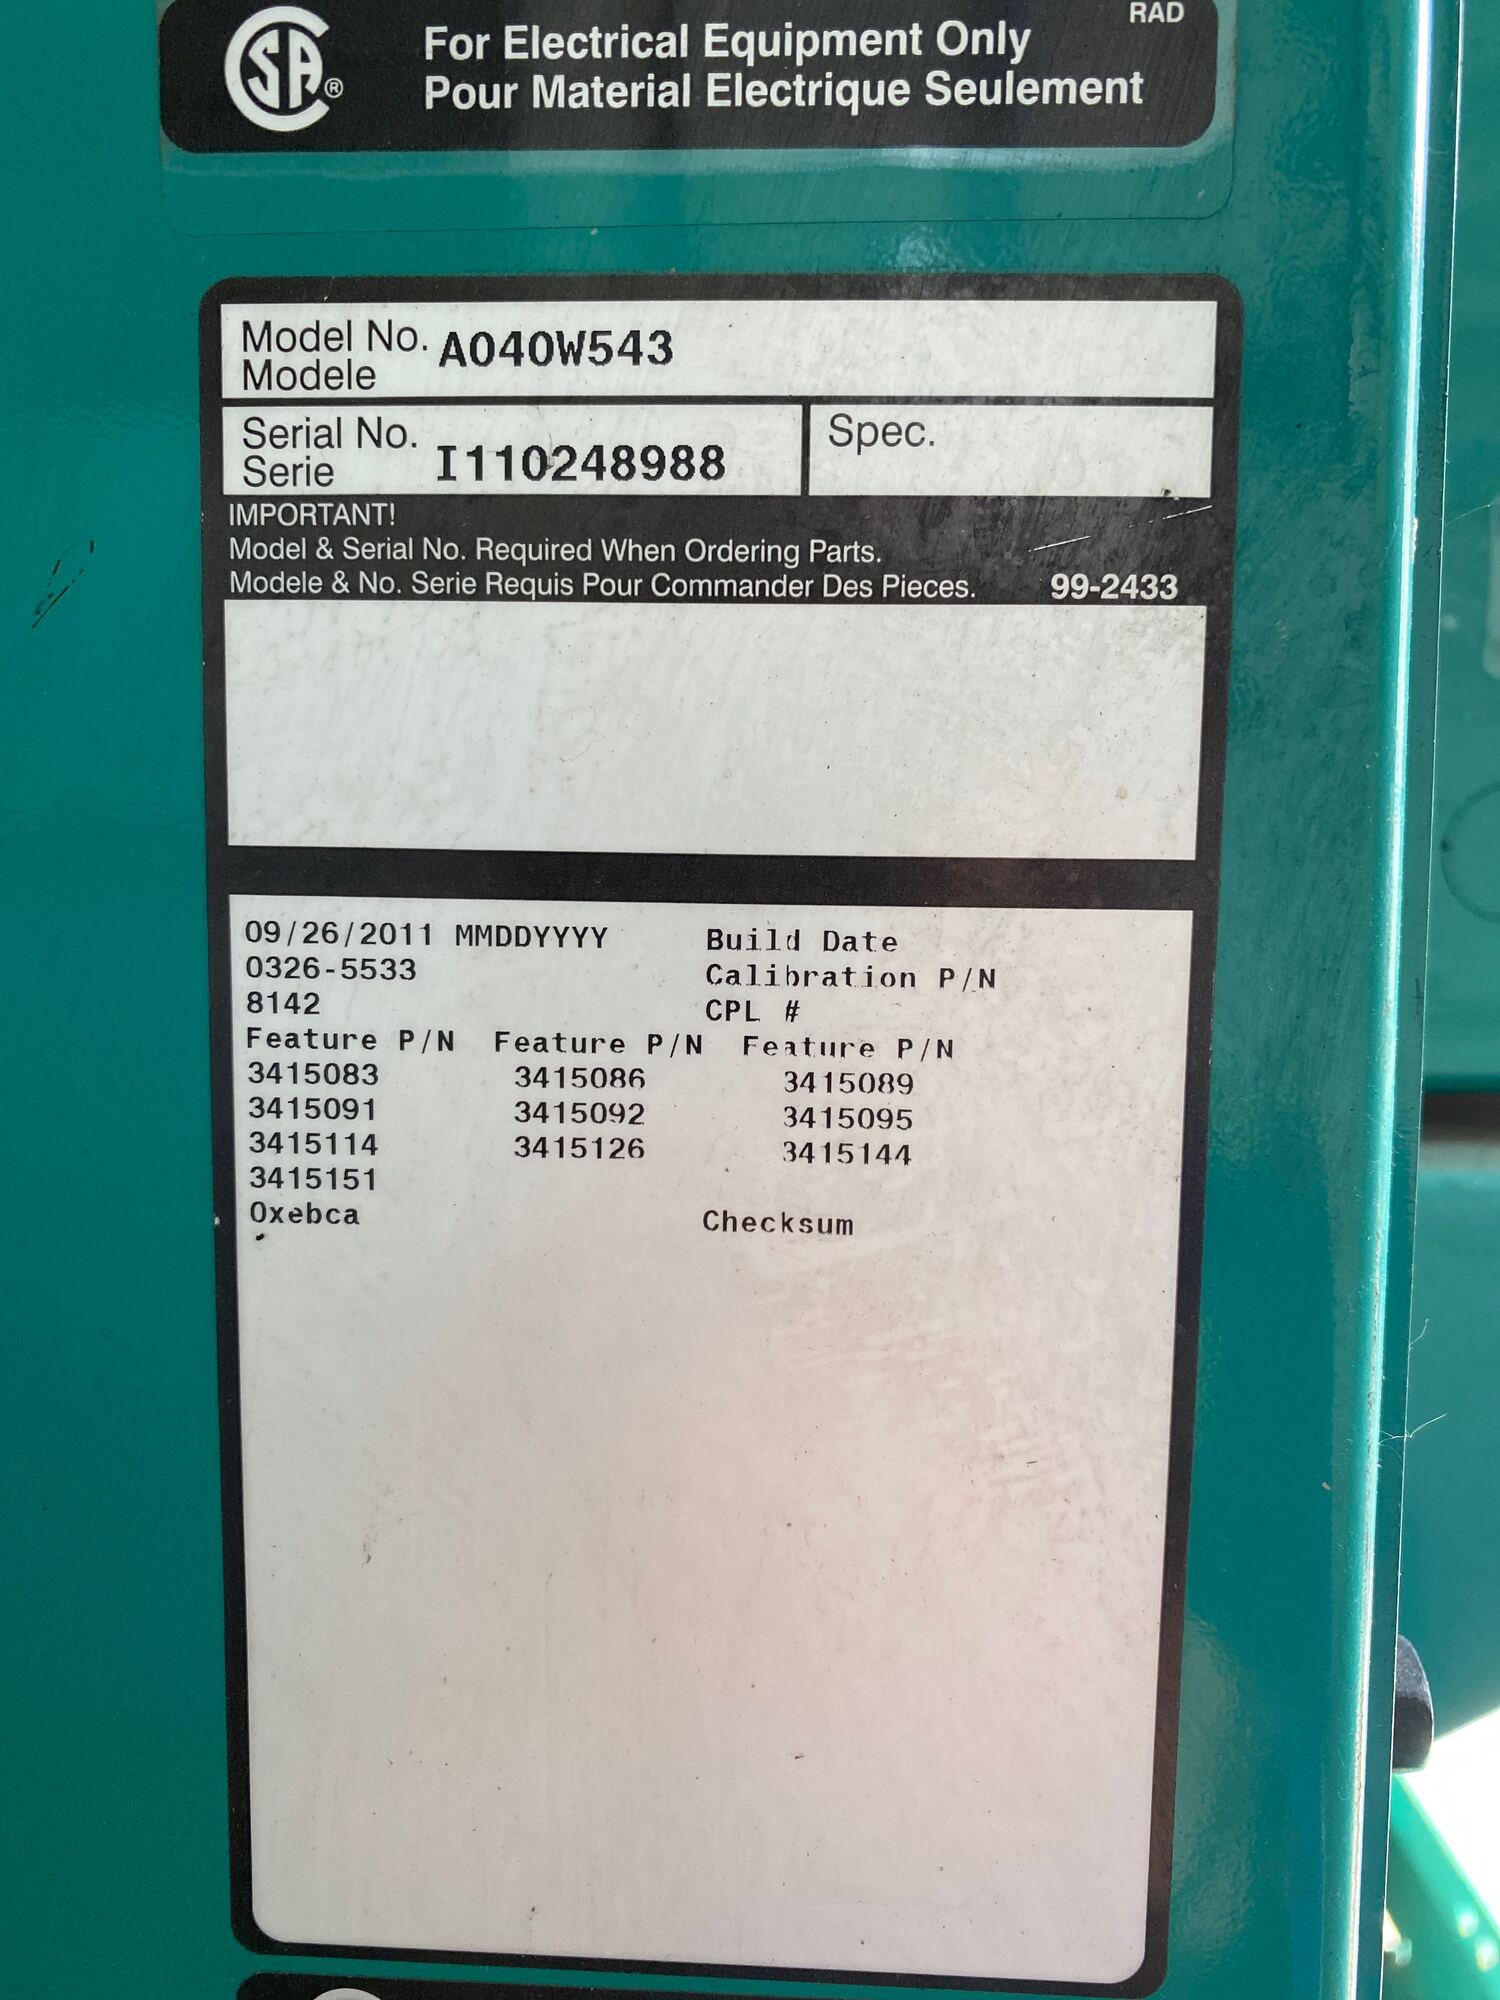 RAD
SA®
For Electrical Equipment Only
Pour Material Electrique Seulement
Model No. A040W543
Modele
Serial No. I110248988 Spec.
Serie
IMPORTANT!
Model & Serial No. Required When Ordering Parts.
Modele & No. Serie Requis Pour Commander Des Pieces. 99-2433
09/26/2011 MMDDYYYY Build Date
0326-5533 Calibration P/N
8142 CPL #
Feature P/N Feature P/N Feature P/N
3415083 3415086 3415089
3415091 3415092 3415095
3415114 3415126 3415144
3415151
0xebca Checksum